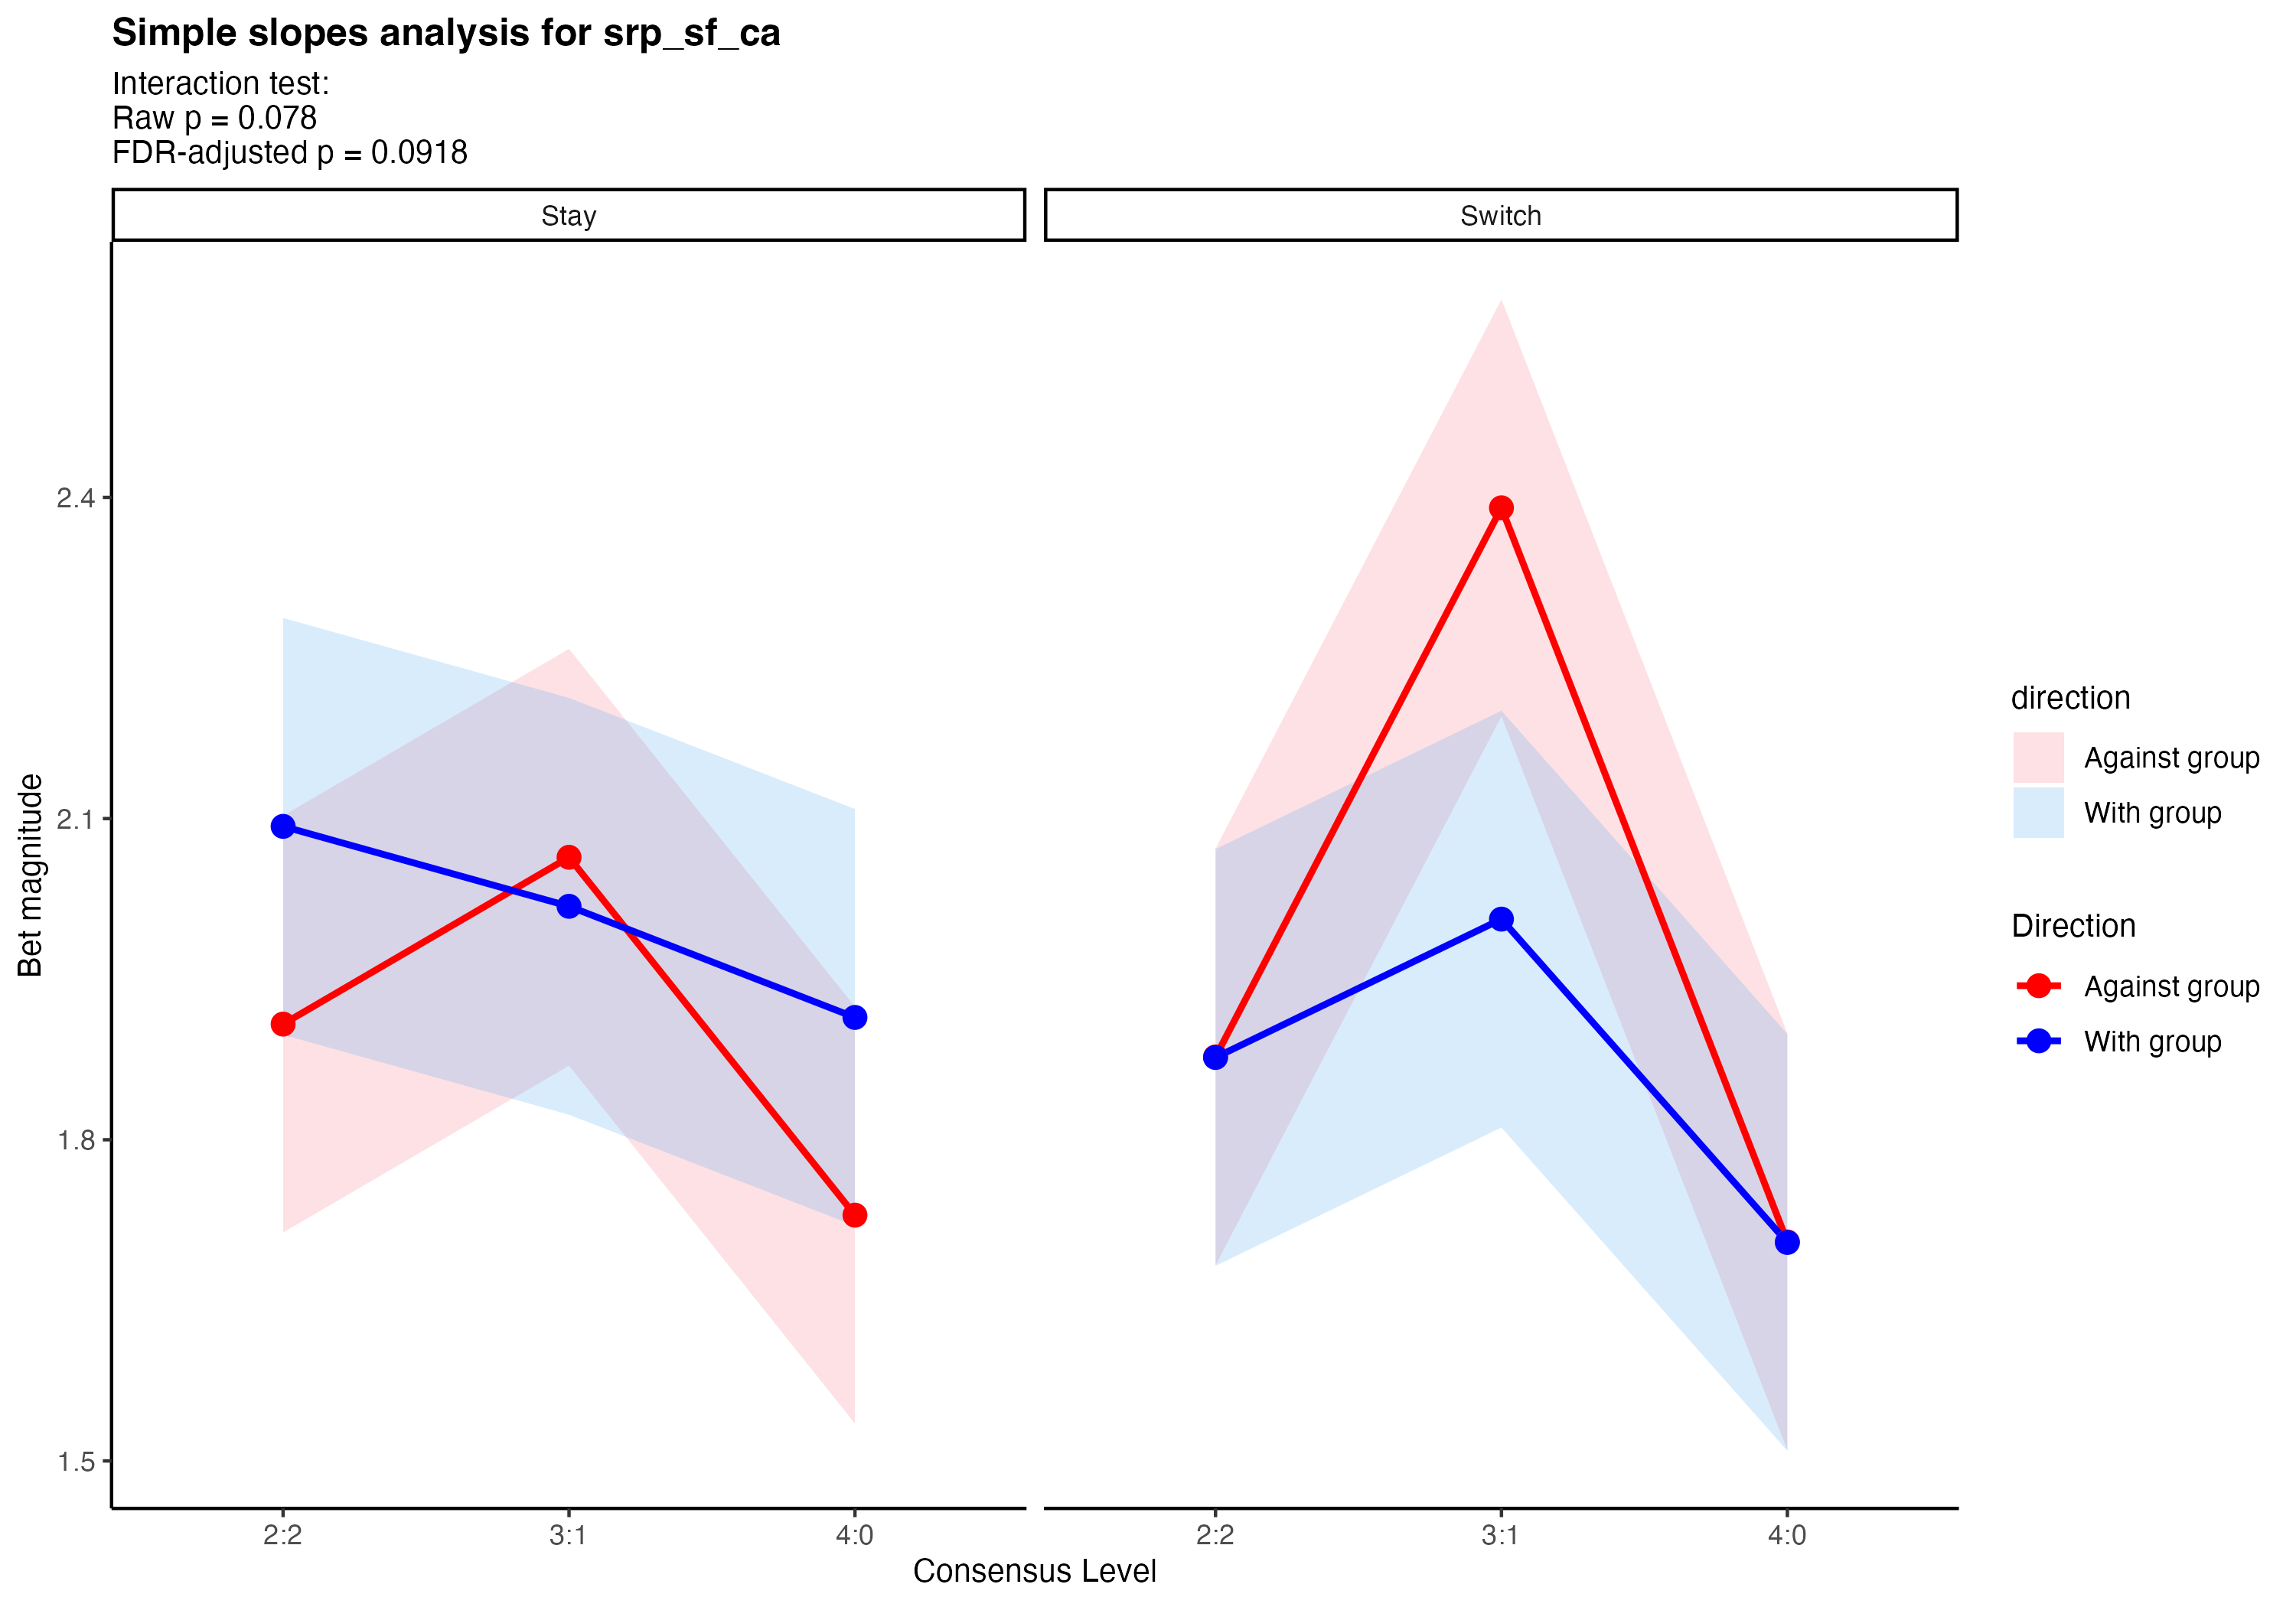 Simple slopes analysis for srp_sf_ca
Interaction test:
Raw p = 0.078
FDR-adjusted p = 0.0918
Stay
Switch
Bet magnitude
2.4
2.1
1.8
1.5
2:2
3:1
4:0
2:2
3:1
4:0
Consensus Level
direction
Against group
With group
Direction
Against group
With group